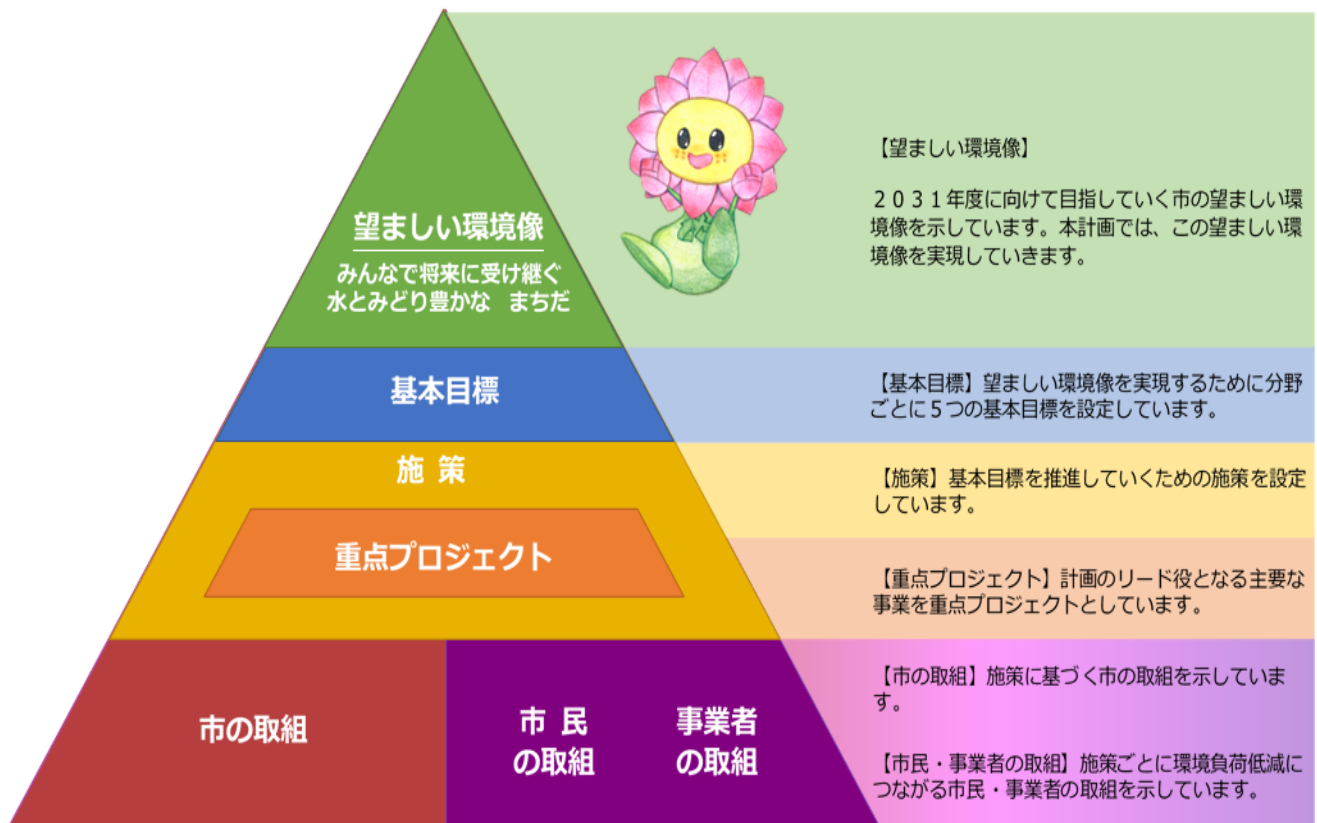 望ましい環境像
みんなで将来に受け継ぐ
水とみどり豊かな　まちだ
【望ましい環境像】
２０３１年度に向けて目指していく市の望ましい環
境像を示しています。本計画では、この望ましい環
境像を実現していきます。
基本目標
【基本目標】望ましい環境像を実現するために分野
ごとに５つの基本目標を設定しています。
施 策
【施策】基本目標を推進していくための施策を設定
しています。
重点プロジェクト
【重点プロジェクト】計画のリード役となる主要な
事業を重点プロジェクトとしています。
市の取組
市 民
の取組
事業者
の取組
【市の取組】施策に基づく市の取組を示していま
す。
【市民・事業者の取組】施策ごとに環境負荷低減に
つながる市民・事業者の取組を示しています。